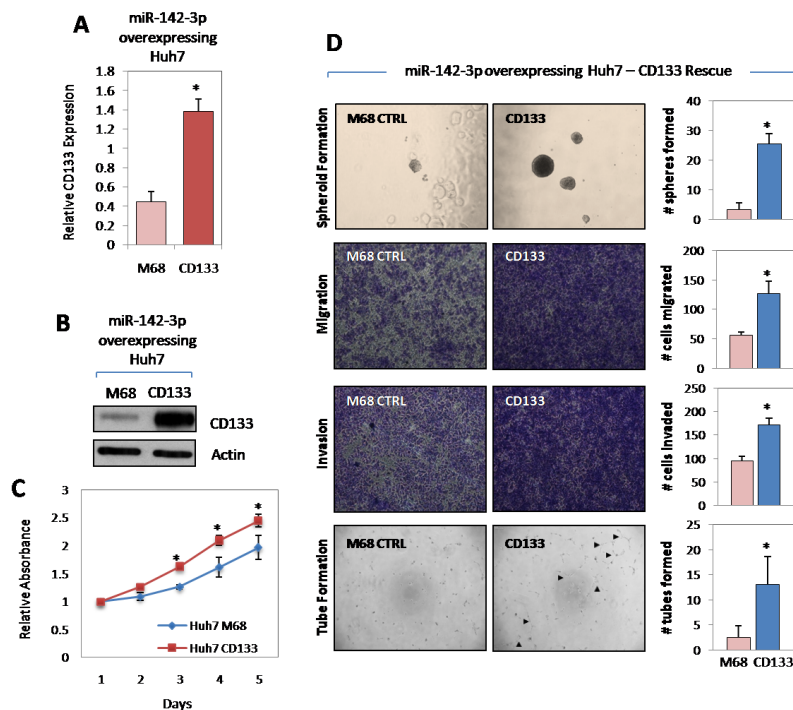 A
miR-142-3p
overexpressing
Huh7
Relative CD133 Expression
1.8
1.6
1.4
1.2
1
0.8
0.6
0.4
0.2
0
*
M68
CD133
B
miR-142-3p
overexpressing
Huh7
M68
CD133
CD133
Actin
C
Relative Absorbance
3
2.5
2
1.5
1
0.5
0
*
*
*
Huh7 M68
Huh7 CD133
1 2 3 4 5
Days
D
miR-142-3p overexpressing Huh7 – CD133 Rescue
Spheroid Formation
M68 CTRL
CD133
# spheres formed
40
30
20
10
0
*
Migration
M68 CTRL
CD133
# cells migrated
200
150
100
50
0
*
Invasion
M68 CTRL
CD133
# cells invaded
250
200
150
100
50
0
*
Tube Formation
M68 CTRL
CD133
# tubes formed
20
15
10
5
0
*
M68 CD133